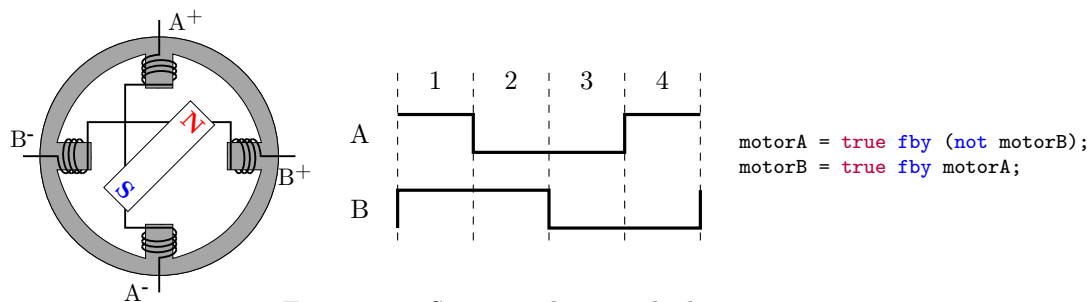 A+
B-
N
S
B+
A-
1 2 3 4
A
B
motorA = true fby (not motorB);
motorB = true fby motorA;